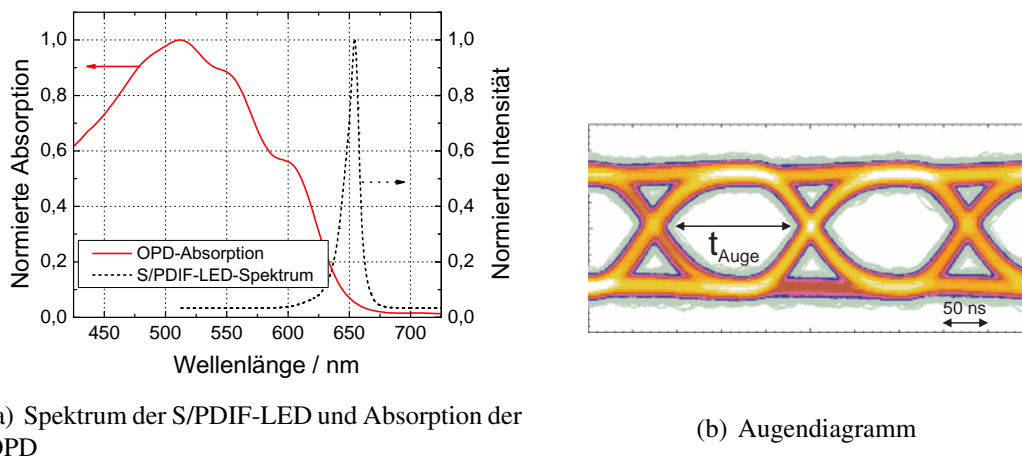 1,0
0,8
0,6
0,4
0,2
0,0
Normierte Absorption
1,0
0,8
0,6
0,4
0,2
0,0
Normierte Intensität
OPD-Absorption
S/PDIF-LED-Spektrum
450 500 550 600 650 700
Wellenlänge / nm
a) Spektrum der S/PDIF-LED und Absorption der
OPD
tAuge
50 ns
(b) Augendiagramm